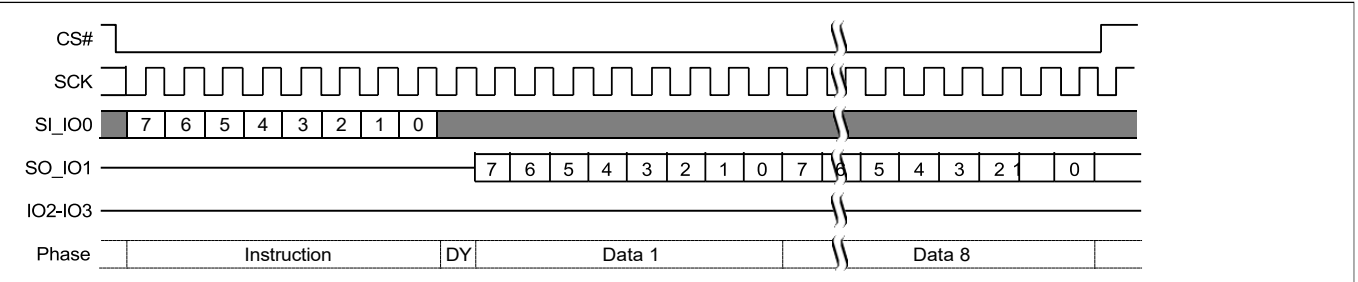 CS#
SCK
SI_IO0 7 6 5 4 3 2 1 0
SO_IO1 7 6 5 4 3 2 1 0 7 6 5 4 3 2 1 0
IO2-IO3
Phase Instruction DY Data 1 Data 8